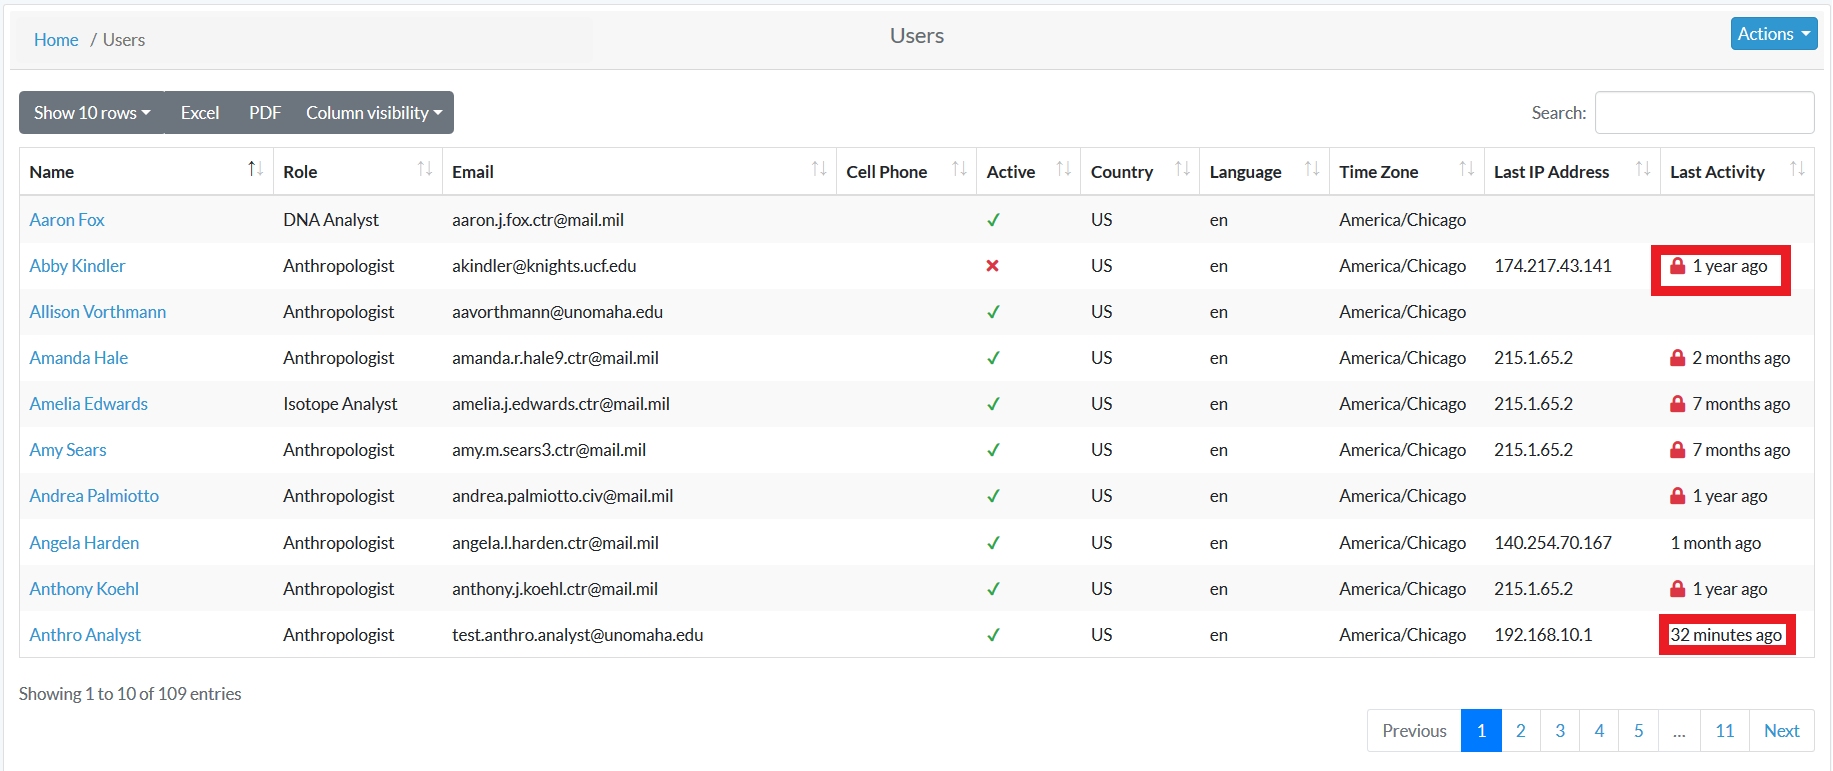 Home / Users
Users
Actions
Show 10 rows Excel PDF Column visibility
Search:
Name Role Email Cell Phone Active Country Language Time Zone Last IP Address Last Activity
Aaron Fox DNA Analyst aaron.j.fox.ctr@mail.mil US en America/Chicago
Abby Kindler Anthropologist akindler@knights.ucf.edu US en America/Chicago 174.217.43.141 1 year ago
Allison Vorthmann Anthropologist aavorthmann@unomaha.edu US en America/Chicago
Amanda Hale Anthropologist amanda.r.hale9.ctr@mail.mil US en America/Chicago 215.1.65.2 2 months ago
Amelia Edwards Isotope Analyst amelia.j.edwards.ctr@mail.mil US en America/Chicago 215.1.65.2 7 months ago
Amy Sears Anthropologist amy.m.sears3.ctr@mail.mil US en America/Chicago 215.1.65.2 7 months ago
Andrea Palmiotto Anthropologist andrea.palmiotto.civ@mail.mil US en America/Chicago 1 year ago
Angela Harden Anthropologist angela.l.harden.ctr@mail.mil US en America/Chicago 140.254.70.167 1 month ago
Anthony Koehl Anthropologist anthony.j.koehl.ctr@mail.mil US en America/Chicago 215.1.65.2 1 year ago
Anthro Analyst Anthropologist test.anthro.analyst@unomaha.edu US en America/Chicago 192.168.10.1 32 minutes ago
Showing 1 to 10 of 109 entries
Previous 1 2 3 4 5 ... 11 Next